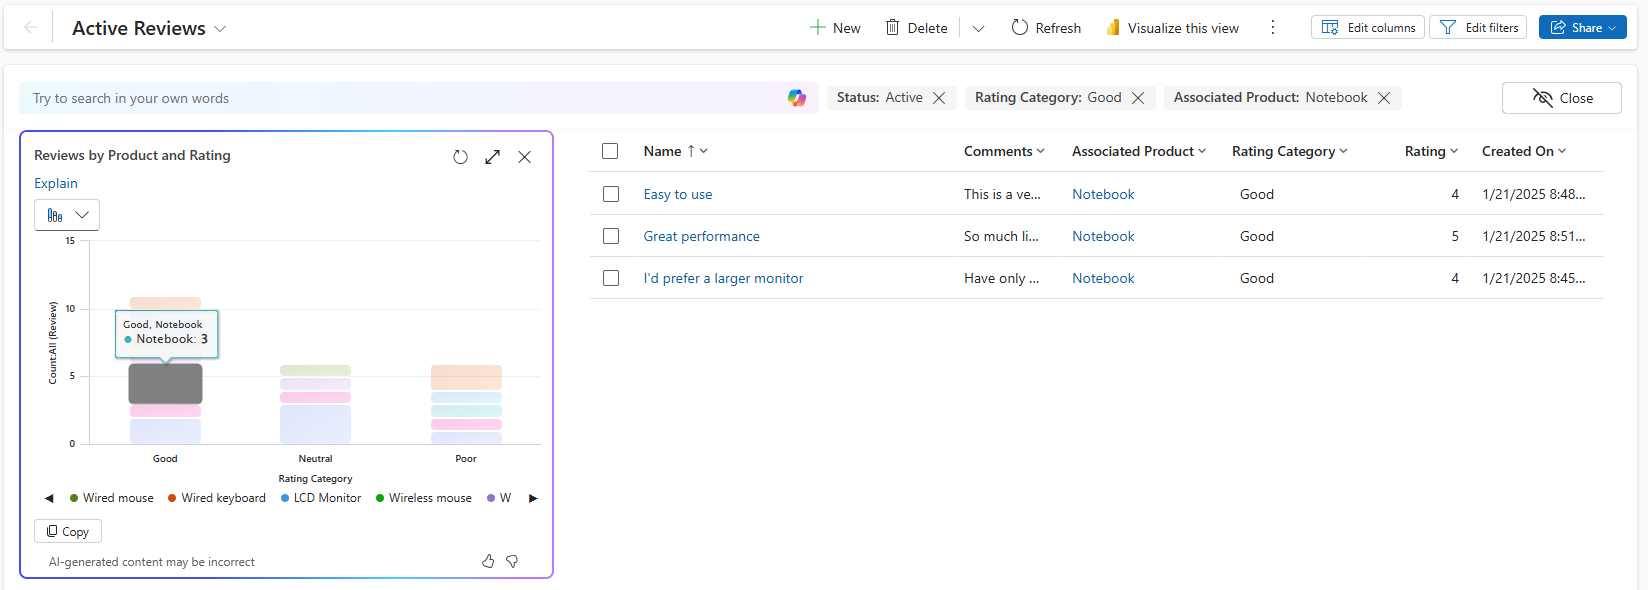 Active Reviews
New
Delete
Refresh
Visualize this view
Edit columns
Edit filters
Share
Try to search in your own words
Status: Active
Rating Category: Good
Associated Product: Notebook
Close
Reviews by Product and Rating
Explain
15
10
5
0
Count:All (Review)
Good, Notebook
Notebook: 3
Good
Neutral
Poor
Rating Category
Wired mouse
Wired keyboard
LCD Monitor
Wireless mouse
W
Copy
AI-generated content may be incorrect
Name Comments Associated Product Rating Category Rating Created On
Easy to use This is a ve... Notebook Good 4 1/21/2025 8:48...
Great performance So much li... Notebook Good 5 1/21/2025 8:51...
I'd prefer a larger monitor Have only ... Notebook Good 4 1/21/2025 8:45...